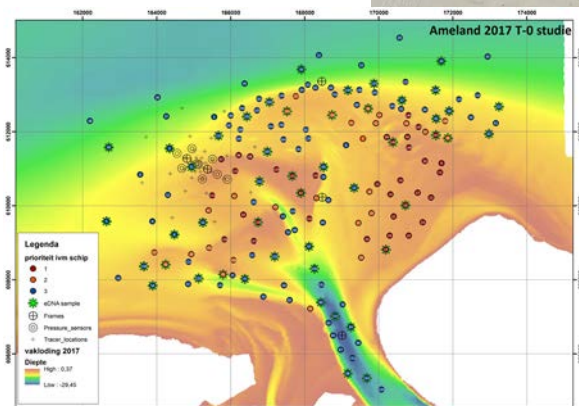 162000 164000 166000 168000 170000 172000 174000
Ameland 2017 T-0 studie
614000
612000
610000
608000
606000
Legenda
prioriteit ivm schip
1
2
3
eDNA sample
Frames
Pressure_sensors
Tracer_locations
vakloding 2017
Diepte
High : 0,37
Low : -29,45